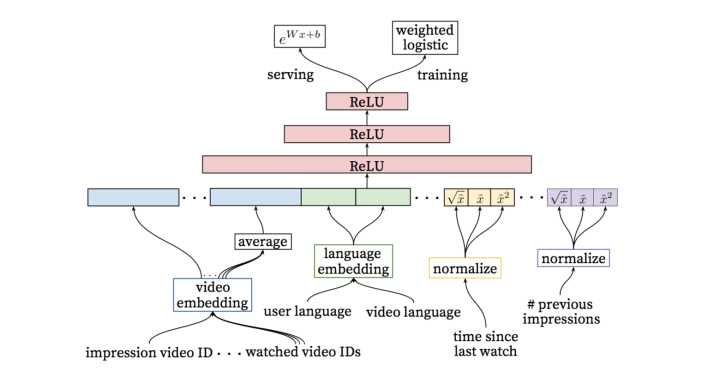 e^{Wx+b}
weighted
logistic
serving
training
ReLU
ReLU
ReLU
· · ·
· · ·
√x̃ x̃ x̃²
· · ·
√x̃ x̃ x̃²
average
language
embedding
normalize
normalize
· · · ·
video
embedding
user language
video language
# previous
impressions
time since
last watch
impression video ID · · · watched video IDs